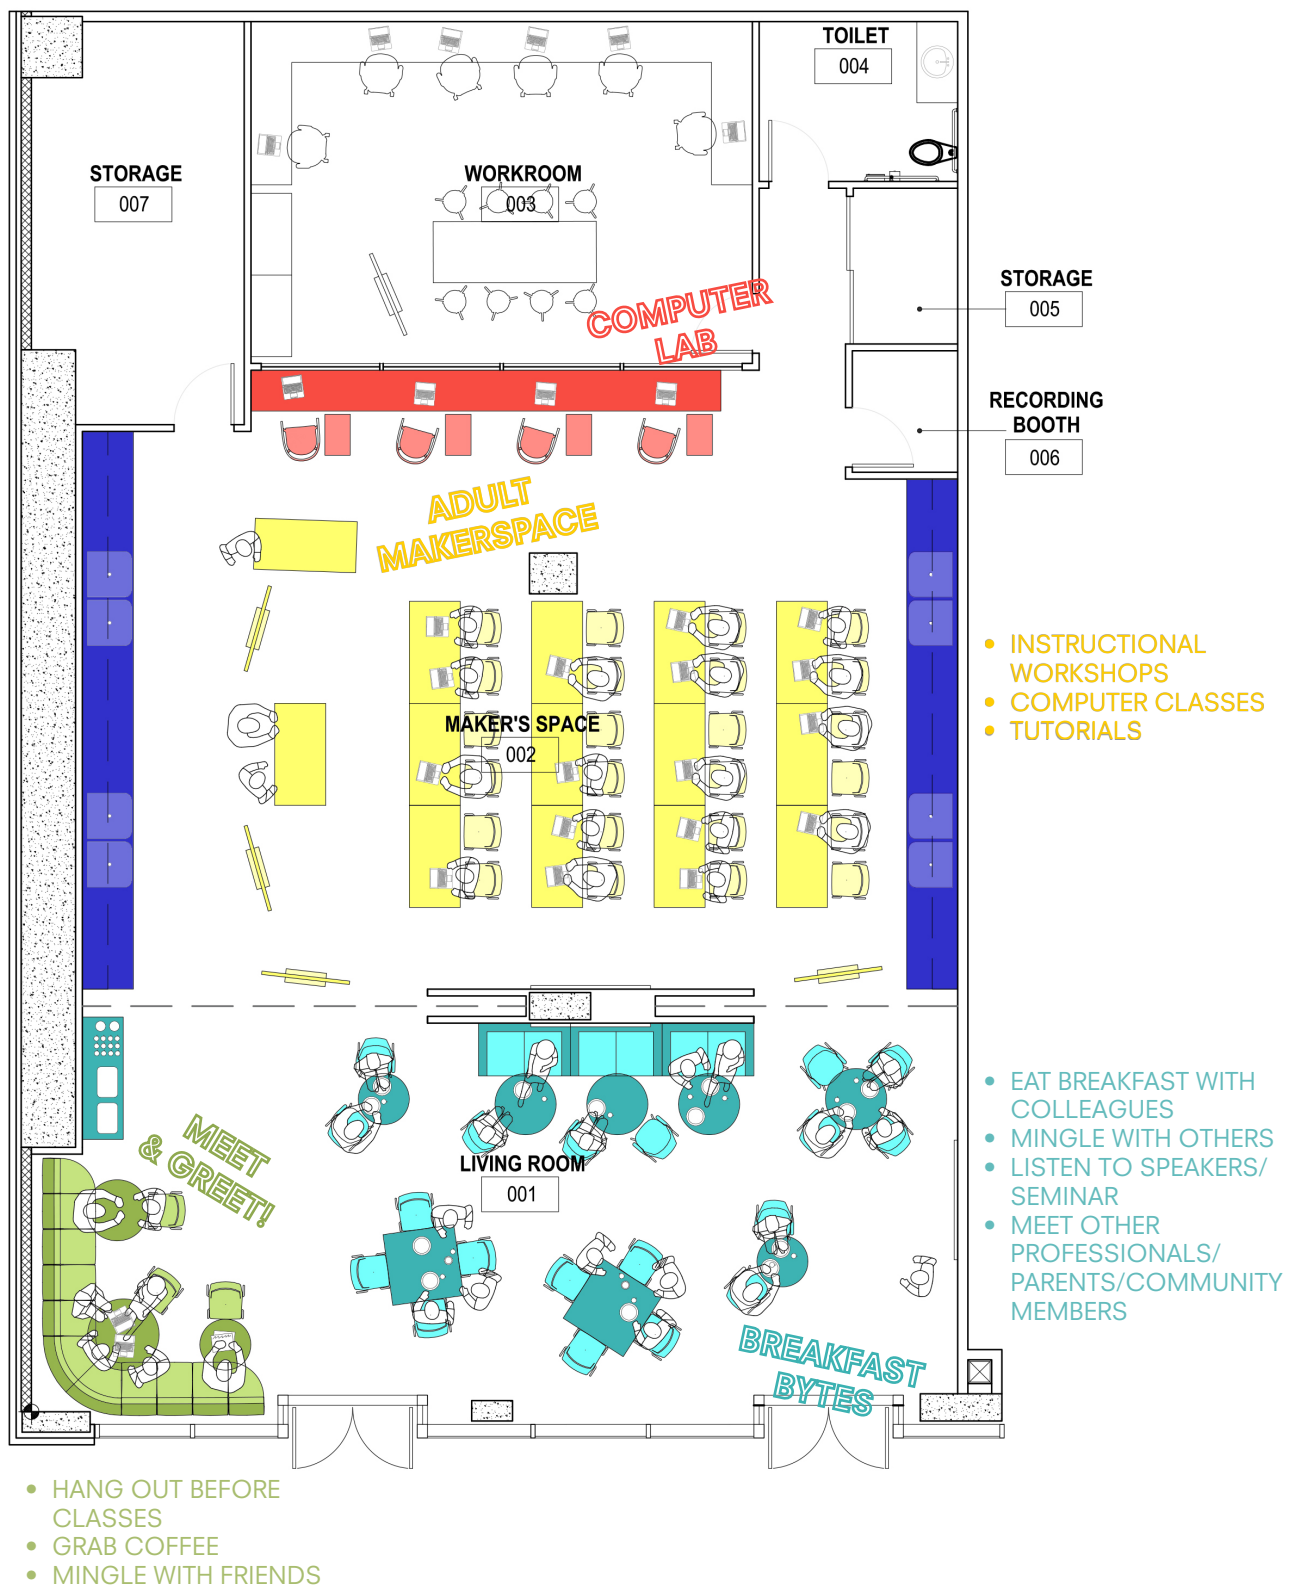 TOILET
004
STORAGE
007
WORKROOM
003
STORAGE
005
COMPUTER
LAB
RECORDING
BOOTH
006
ADULT
MAKERSPACE
• INSTRUCTIONAL
WORKSHOPS
• COMPUTER CLASSES
• TUTORIALS
MAKER'S SPACE
002
• EAT BREAKFAST WITH
COLLEAGUES
• MINGLE WITH OTHERS
• LISTEN TO SPEAKERS/
SEMINAR
• MEET OTHER
PROFESSIONALS/
PARENTS/COMMUNITY
MEMBERS
MEET
& GREET!
LIVING ROOM
001
BREAKFAST
BYTES
• HANG OUT BEFORE
CLASSES
• GRAB COFFEE
• MINGLE WITH FRIENDS